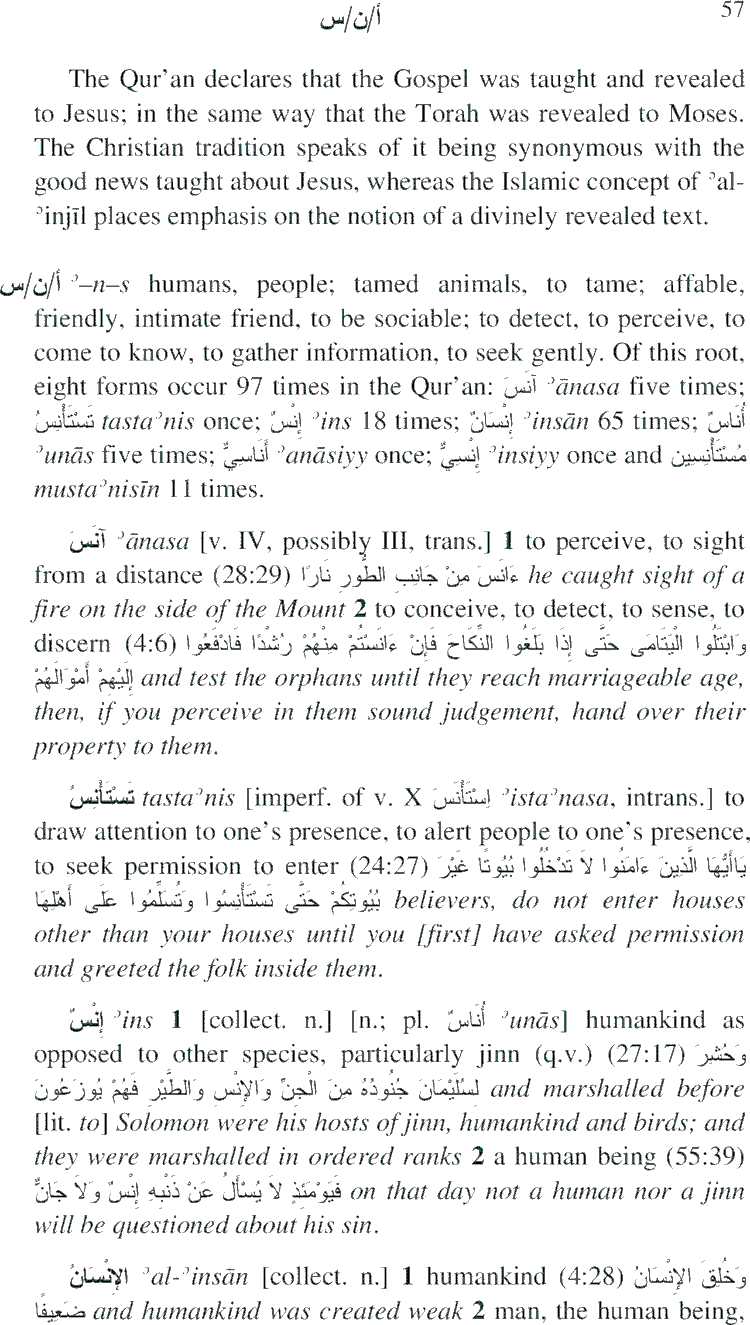 أ/ن/س 57
The Qur’an declares that the Gospel was taught and revealed
to Jesus; in the same way that the Torah was revealed to Moses.
The Christian tradition speaks of it being synonymous with the
good news taught about Jesus, whereas the Islamic concept of ʾal-
ʾinjīl places emphasis on the notion of a divinely revealed text.
أ/ن/س ʾ–n–s humans, people; tamed animals, to tame; affable,
friendly, intimate friend, to be sociable; to detect, to perceive, to
come to know, to gather information, to seek gently. Of this root,
eight forms occur 97 times in the Qur’an: آنَسَ ʾānasa five times;
تَسْتَأْنِسُ tastaʾnis once; إِنْسٌ ʾins 18 times; إِنْسَانٌ ʾinsān 65 times; أُنَاسٌ
ʾunās five times; أَنَاسيٌّ ʾanāsiyy once; إِنْسِيٌّ ʾinsiyy once and مُسْتَأْنِسِين
mustaʾnisīn 11 times.
آنَسَ ʾānasa [v. IV, possibly III, trans.] 1 to perceive, to sight
from a distance (28:29) ءَانَسَ مِنْ جَانِبِ الطُّورِ نَارًا he caught sight of a
fire on the side of the Mount 2 to conceive, to detect, to sense, to
discern (4:6) وَابْتَلُوا الْيَتَامَى حَتَّى إِذَا بَلَغُوا النِّكَاحَ فَإِنْ ءَانَسْتُمْ مِنْهُمْ رُشْدًا فَادْفَعُوا
إِلَيْهِمْ أَمْوَالَهُمْ and test the orphans until they reach marriageable age,
then, if you perceive in them sound judgement, hand over their
property to them.
تَسْتَأْنِسُ tastaʾnis [imperf. of v. X اِسْتَأْنَسَ ʾistaʾnasa, intrans.] to
draw attention to one’s presence, to alert people to one’s presence,
to seek permission to enter (24:27) يَاأَيُّهَا الَّذِينَ ءَامَنُوا لاَ تَدْخُلُوا بُيُوتًا غَيْرَ
بُيُوتِكُمْ حَتَّى تَسْتَأْنِسُوا وَتُسَلِّمُوا عَلَى أَهْلِهَا believers, do not enter houses
other than your houses until you [first] have asked permission
and greeted the folk inside them.
إِنْسٌ ʾins 1 [collect. n.] [n.; pl. أُنَاسٌ ʾunās] humankind as
opposed to other species, particularly jinn (q.v.) (27:17) وَحُشِرَ
لِسُلَيْمَانَ جُنُودُهُ مِنَ الْجِنِّ وَالإِنْسِ وَالطَّيْرِ فَهُمْ يُوزَعُونَ and marshalled before
[lit. to] Solomon were his hosts of jinn, humankind and birds; and
they were marshalled in ordered ranks 2 a human being (55:39)
فَيَوْمَئِذٍ لاَ يُسْأَلُ عَنْ ذَنْبِهِ إِنْسٌ وَلاَ جَانٌّ on that day not a human nor a jinn
will be questioned about his sin.
الإِنْسَانُ ʾal-ʾinsān [collect. n.] 1 humankind (4:28) وَخُلِقَ الإِنْسَانُ
ضَعِيفًا and humankind was created weak 2 man, the human being,